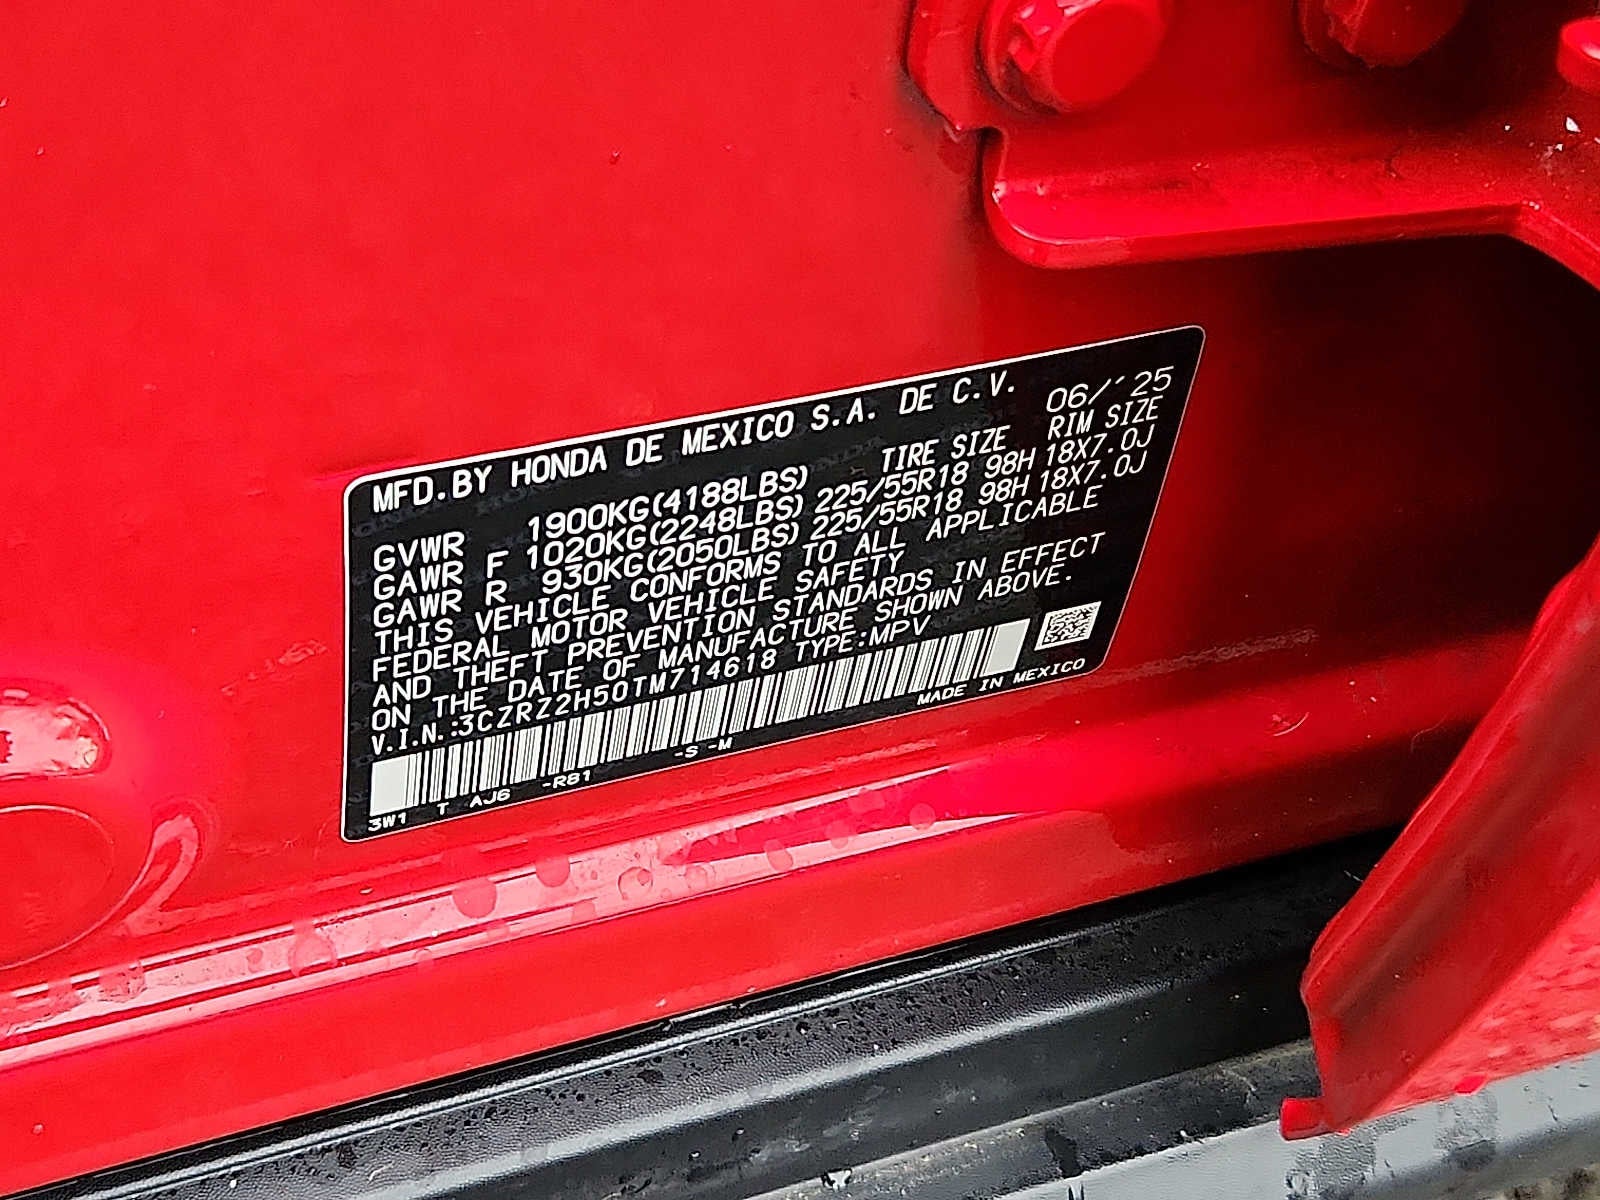 MFD.BY HONDA DE MEXICO S.A. DE C.V.
06/´25
TIRE SIZE RIM SIZE
GVWR 1900KG(4188LBS)
GAWR F 1020KG(2248LBS) 225/55R18 98H 18X7.0J
GAWR R 930KG(2050LBS) 225/55R18 98H 18X7.0J
THIS VEHICLE CONFORMS TO ALL APPLICABLE
FEDERAL MOTOR VEHICLE SAFETY
AND THEFT PREVENTION STANDARDS IN EFFECT
ON THE DATE OF MANUFACTURE SHOWN ABOVE.
V.I.N.:3CZRZ2H50TM714618 TYPE:MPV
MADE IN MEXICO
3W1 T AJ6 -R81 -S -M